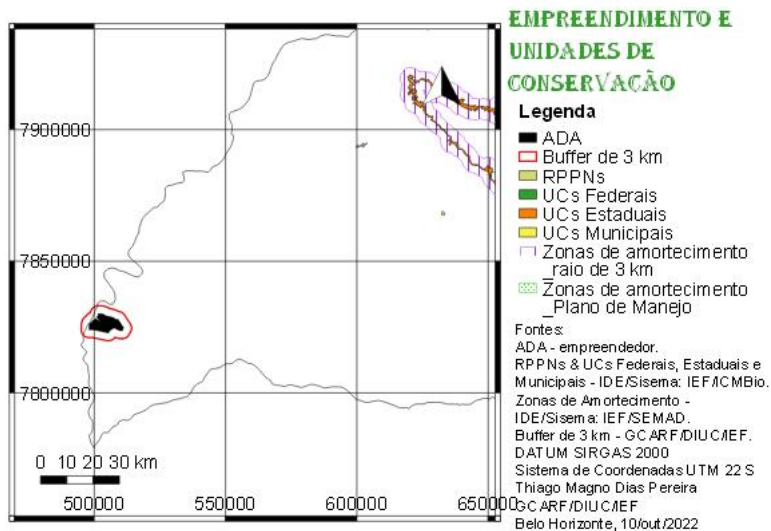 EMPREENDIMENTO E
UNIDADES DE
CONSERVAÇÃO
Legenda
ADA
Buffer de 3 km
RPPNs
UCs Federais
UCs Estaduais
UCs Municipais
Zonas de amortecimento
_raio de 3 km
Zonas de amortecimento
_Plano de Manejo
Fontes:
ADA - empreendedor.
RPPNs & UCs Federais, Estaduais e
Municipais - IDE/Sisema: IEF/ICMBio.
Zonas de Amortecimento -
IDE/Sisema: IEF/SEMAD.
Buffer de 3 km - GCARF/DIUC/IEF.
DATUM SIRGAS 2000
Sistema de Coordenadas UTM 22 S
Thiago Magno Dias Pereira
GCARF/DIUC/IEF
Belo Horizonte, 10/out/2022
7900000
7850000
7800000
0 10 20 30 km
500000 550000 600000 650000